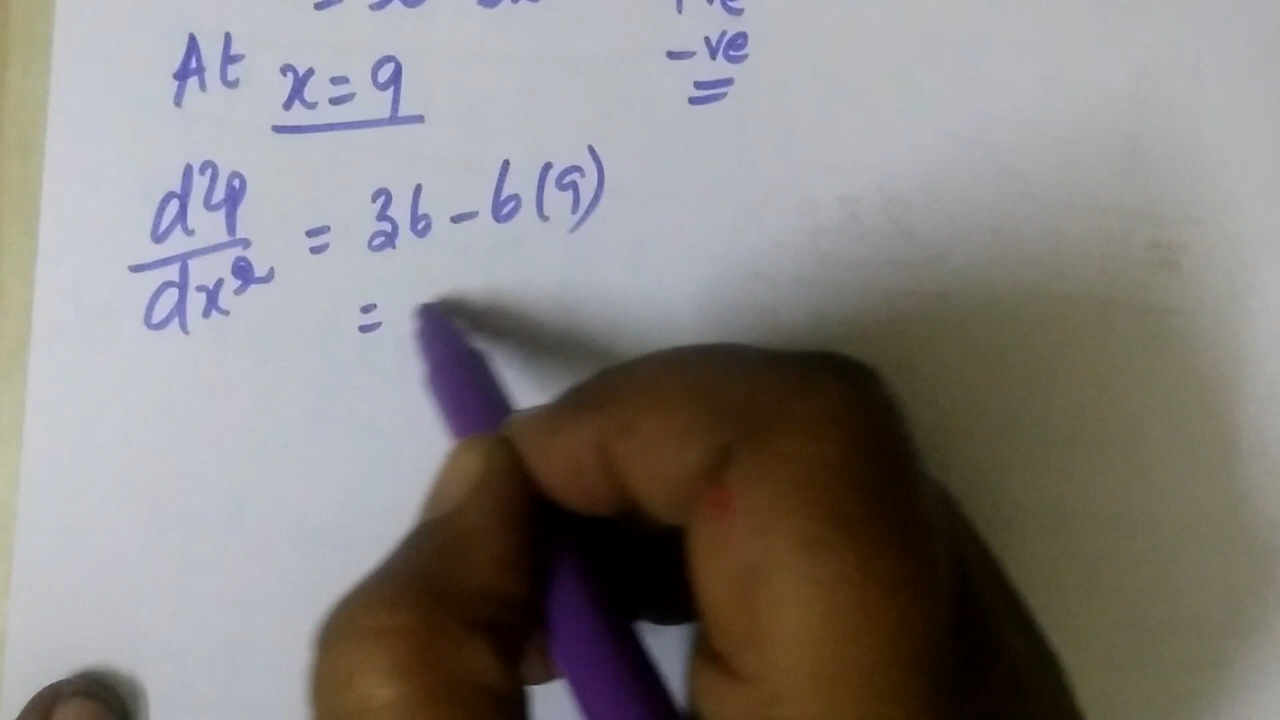 At x=9
-ve
d²y/dx² = 36-6(9)
=